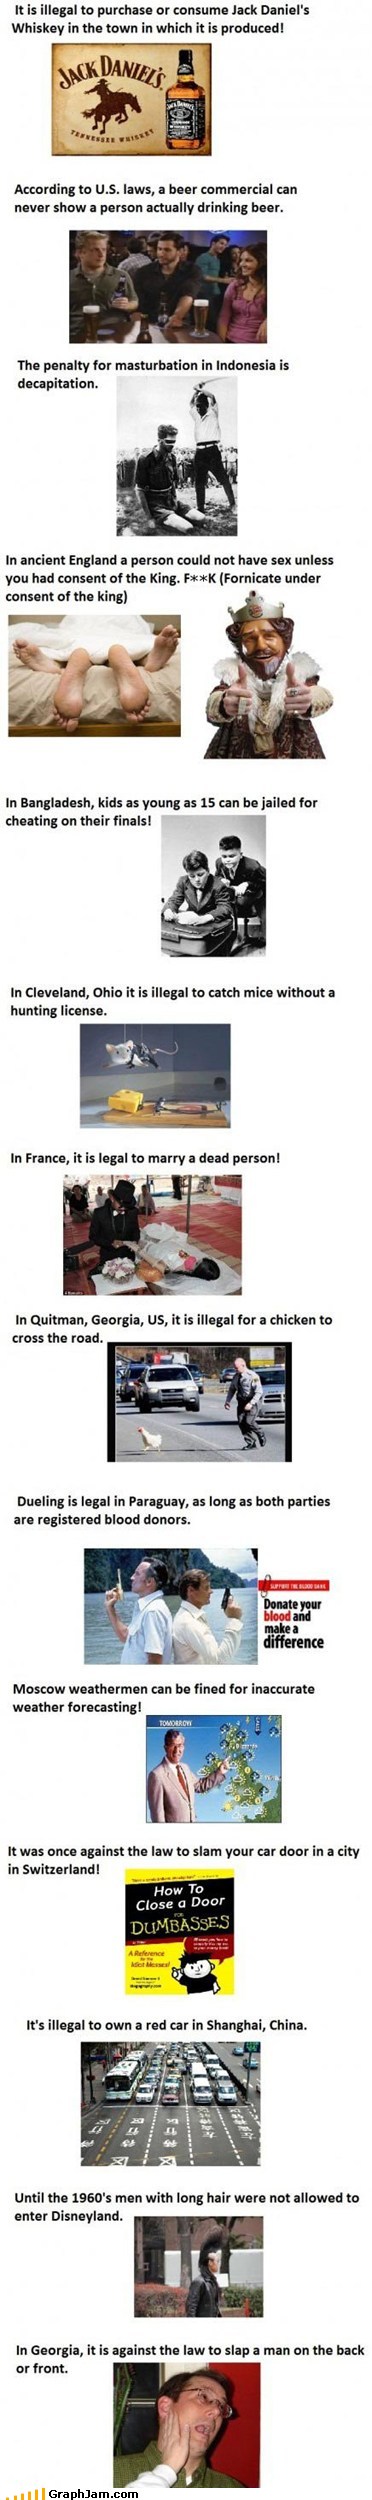 It is illegal to purchase or consume Jack Daniel's
Whiskey in the town in which it is produced!
JACK DANIEL'S
TENNESSEE WHISKEY
According to U.S. laws, a beer commercial can
never show a person actually drinking beer.
The penalty for masturbation in Indonesia is
decapitation.
In ancient England a person could not have sex unless
you had consent of the King. F**K (Fornicate under
consent of the king)
In Bangladesh, kids as young as 15 can be jailed for
cheating on their finals!
In Cleveland, Ohio it is illegal to catch mice without a
hunting license.
In France, it is legal to marry a dead person!
In Quitman, Georgia, US, it is illegal for a chicken to
cross the road.
Dueling is legal in Paraguay, as long as both parties
are registered blood donors.
SUPPORT THE BLOOD BANK
Donate your
blood and
make a
difference
Moscow weathermen can be fined for inaccurate
weather forecasting!
TOMORROW
It was once against the law to slam your car door in a city
in Switzerland!
How To
Close a Door
FOR
DUMBASSES
A Reference
for the
Idiot Masses!
It's illegal to own a red car in Shanghai, China.
Until the 1960's men with long hair were not allowed to
enter Disneyland.
In Georgia, it is against the law to slap a man on the back
or front.
GraphJam.com